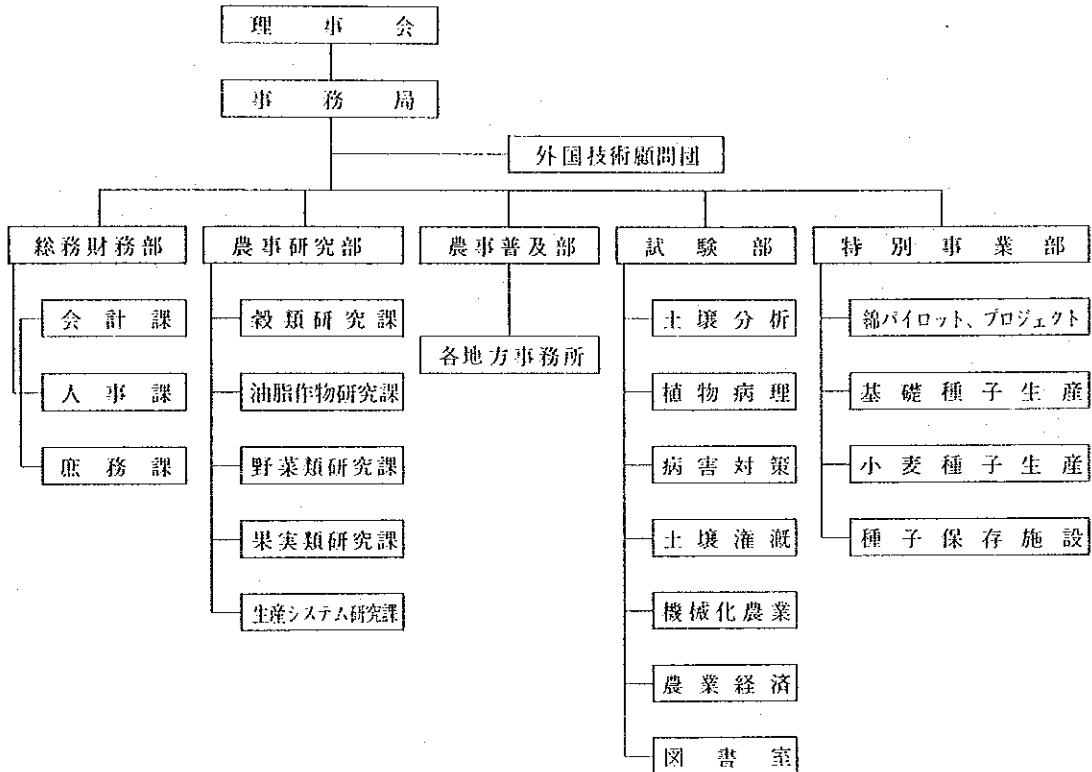 理事会
事務局
外国技術顧問団
総務財務部
農事研究部
農事普及部
試験部
特別事業部
会計課
人事課
庶務課
穀類研究課
油脂作物研究課
野菜類研究課
果実類研究課
生産システム研究課
各地方事務所
土壌分析
植物病理
病害対策
土壌潅漑
機械化農業
農業経済
図書室
綿パイロット、プロジェクト
基礎種子生産
小麦種子生産
種子保存施設